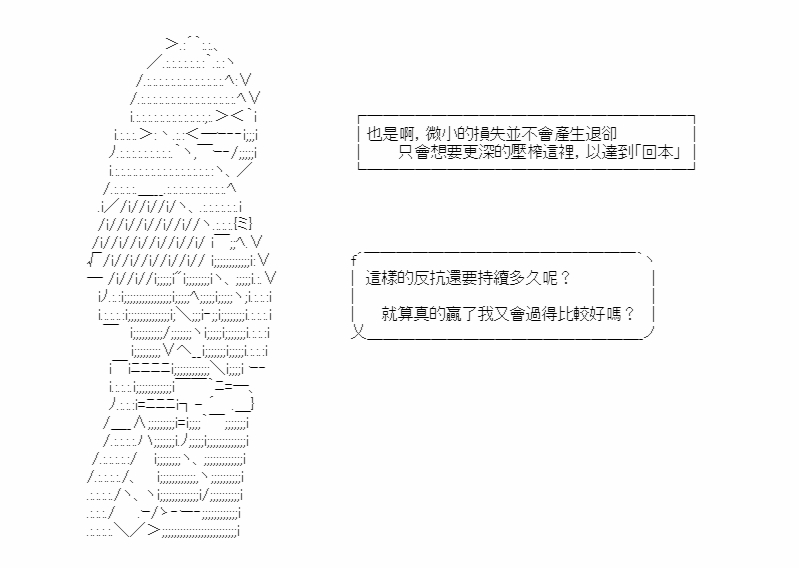 也是啊，微小的損失並不會產生退卻
只會想要更深的壓榨這裡，以達到「回本」
這樣的反抗還要持續多久呢？
就算真的贏了我又會過得比較好嗎？